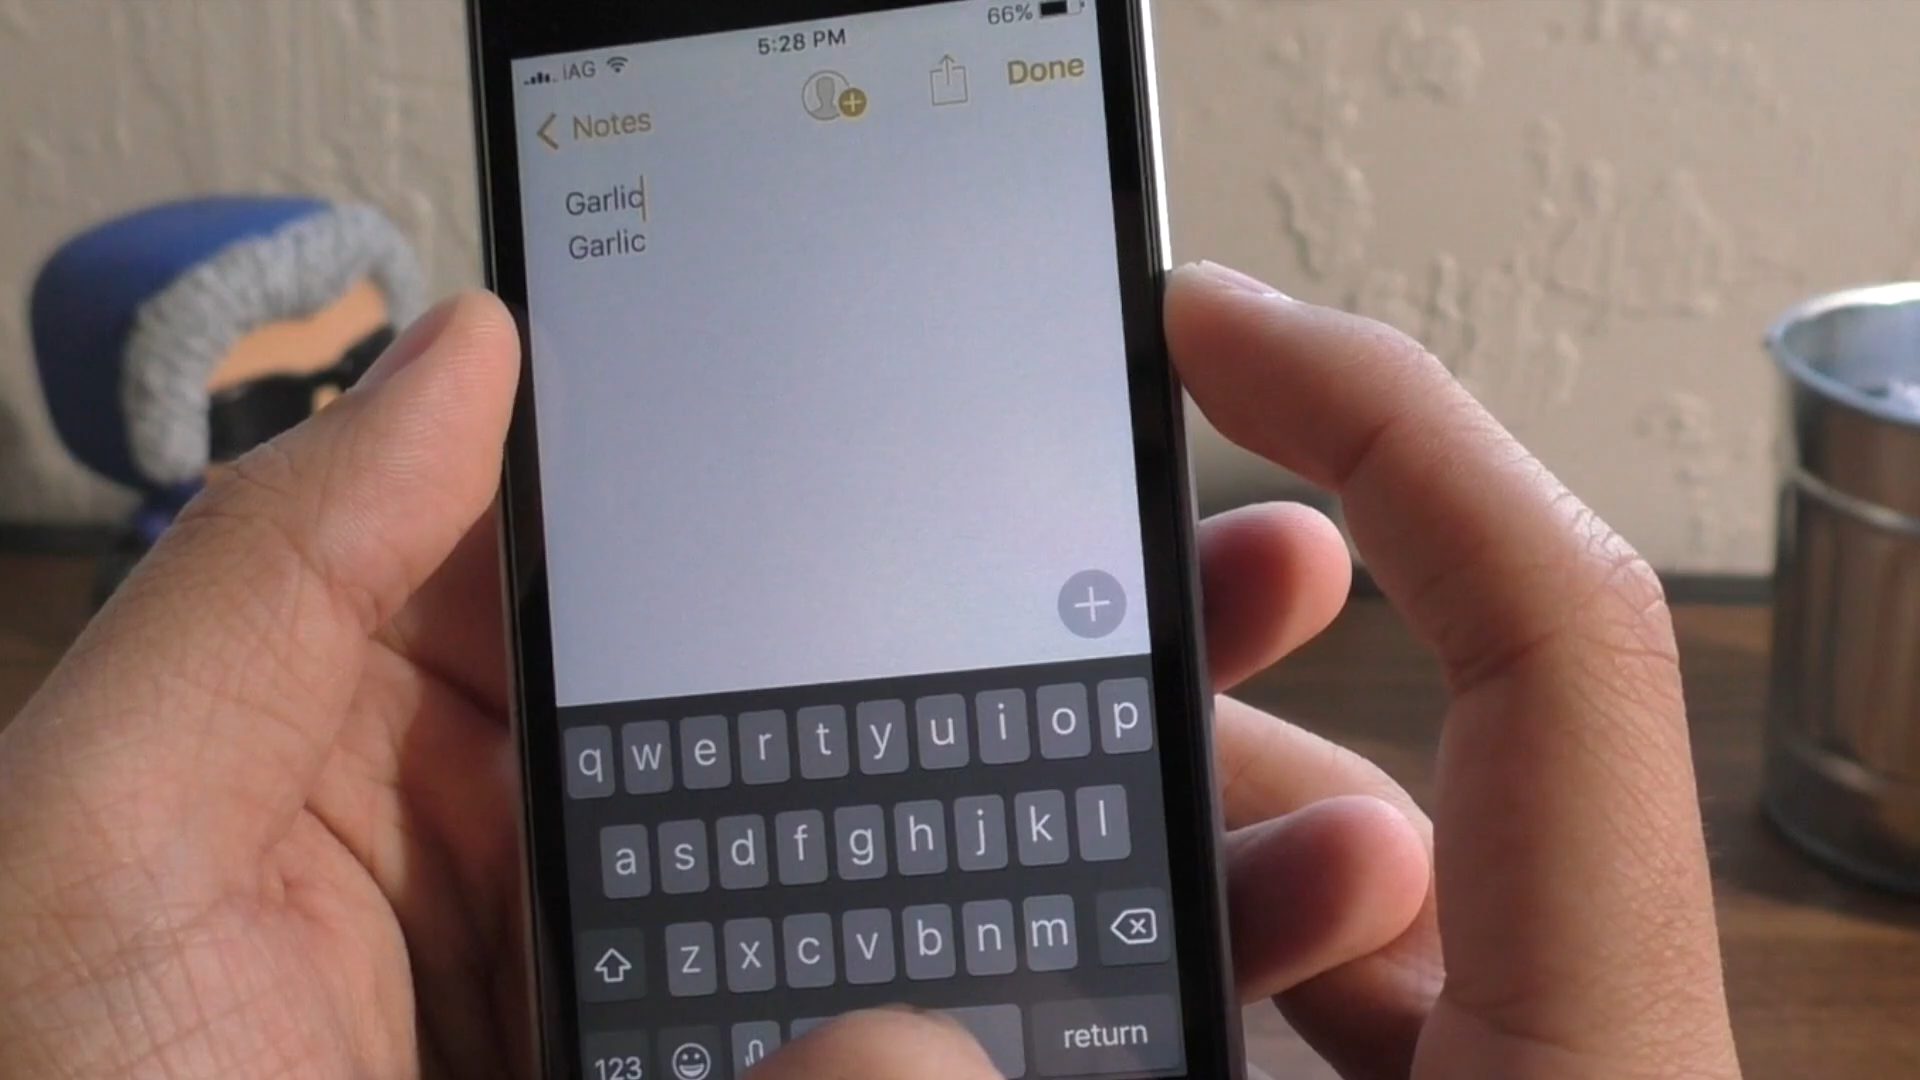 66%
iAG 5:28 PM
Notes Done
Garlic
Garlic
q w e r t y u i o p
a s d f g h j k l
z x c v b n m
123 return